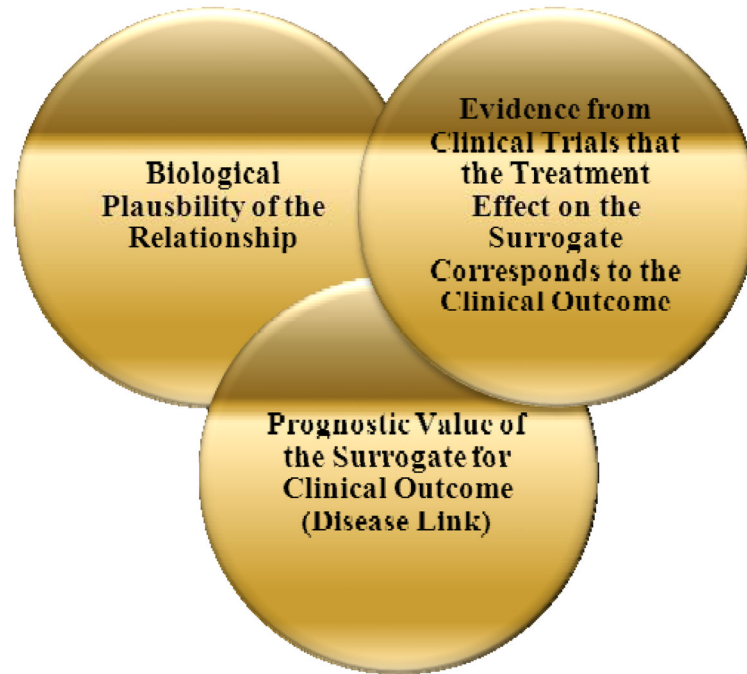 Biological
Plausbility of the
Relationship
Evidence from
Clinical Trials that
the Treatment
Effect on the
Surrogate
Corresponds to the
Clinical Outcome
Prognostic Value of
the Surrogate for
Clinical Outcome
(Disease Link)